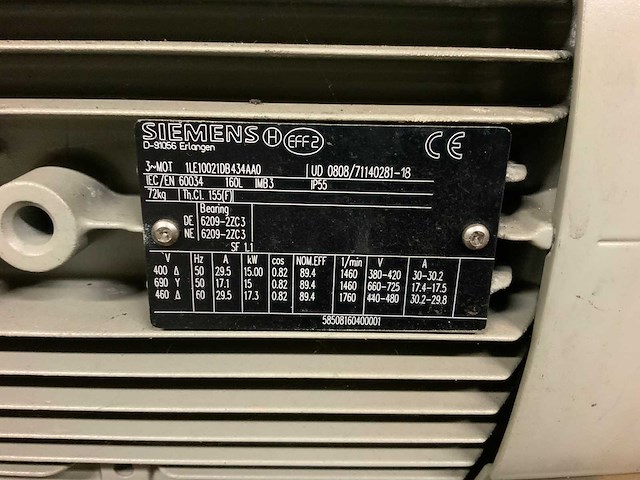 SIEMENS H EFF2 CE
D-91056 Erlangen
3~MOT 1LE10021DB434AA0 UD 0808/71140281-18
IEC/EN 60034 160L IMB3 IP55
72kg Th.Cl. 155(F)
Bearing
DE 6209-2ZC3
NE 6209-2ZC3
SF 1.1
V Hz A kW cos NOM.EFF 1/min V A
400 Δ 50 29.5 15.00 0.82 89.4 1460 380-420 30-30.2
690 Y 50 17.1 15 0.82 89.4 1460 660-725 17.4-17.5
460 Δ 60 29.5 17.3 0.82 89.4 1760 440-480 30.2-29.8
58508160400001